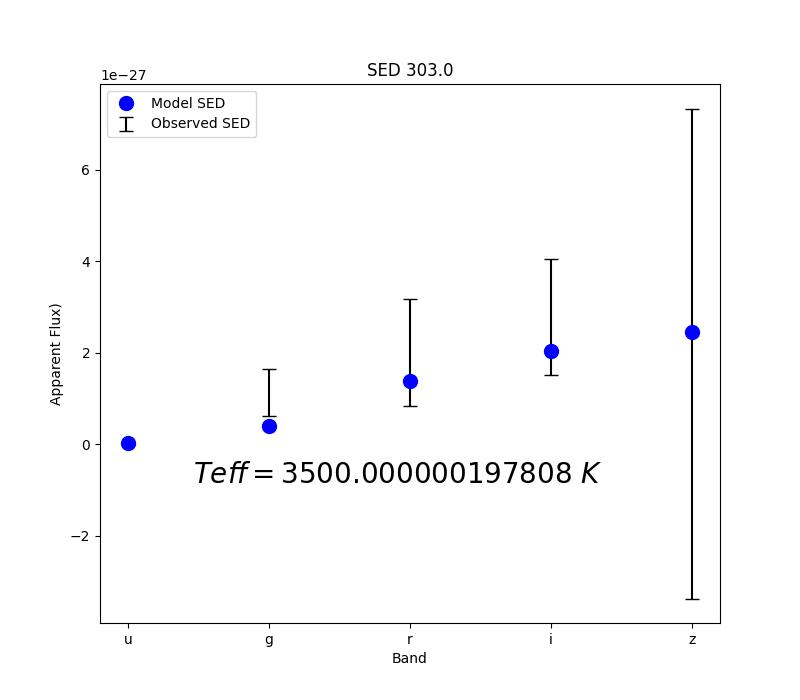 SED 303.0
1e−27
Model SED
Observed SED
6
4
2
0
−2
Apparent Flux)
Teff = 3500.000000197808 K
u g r i z
Band